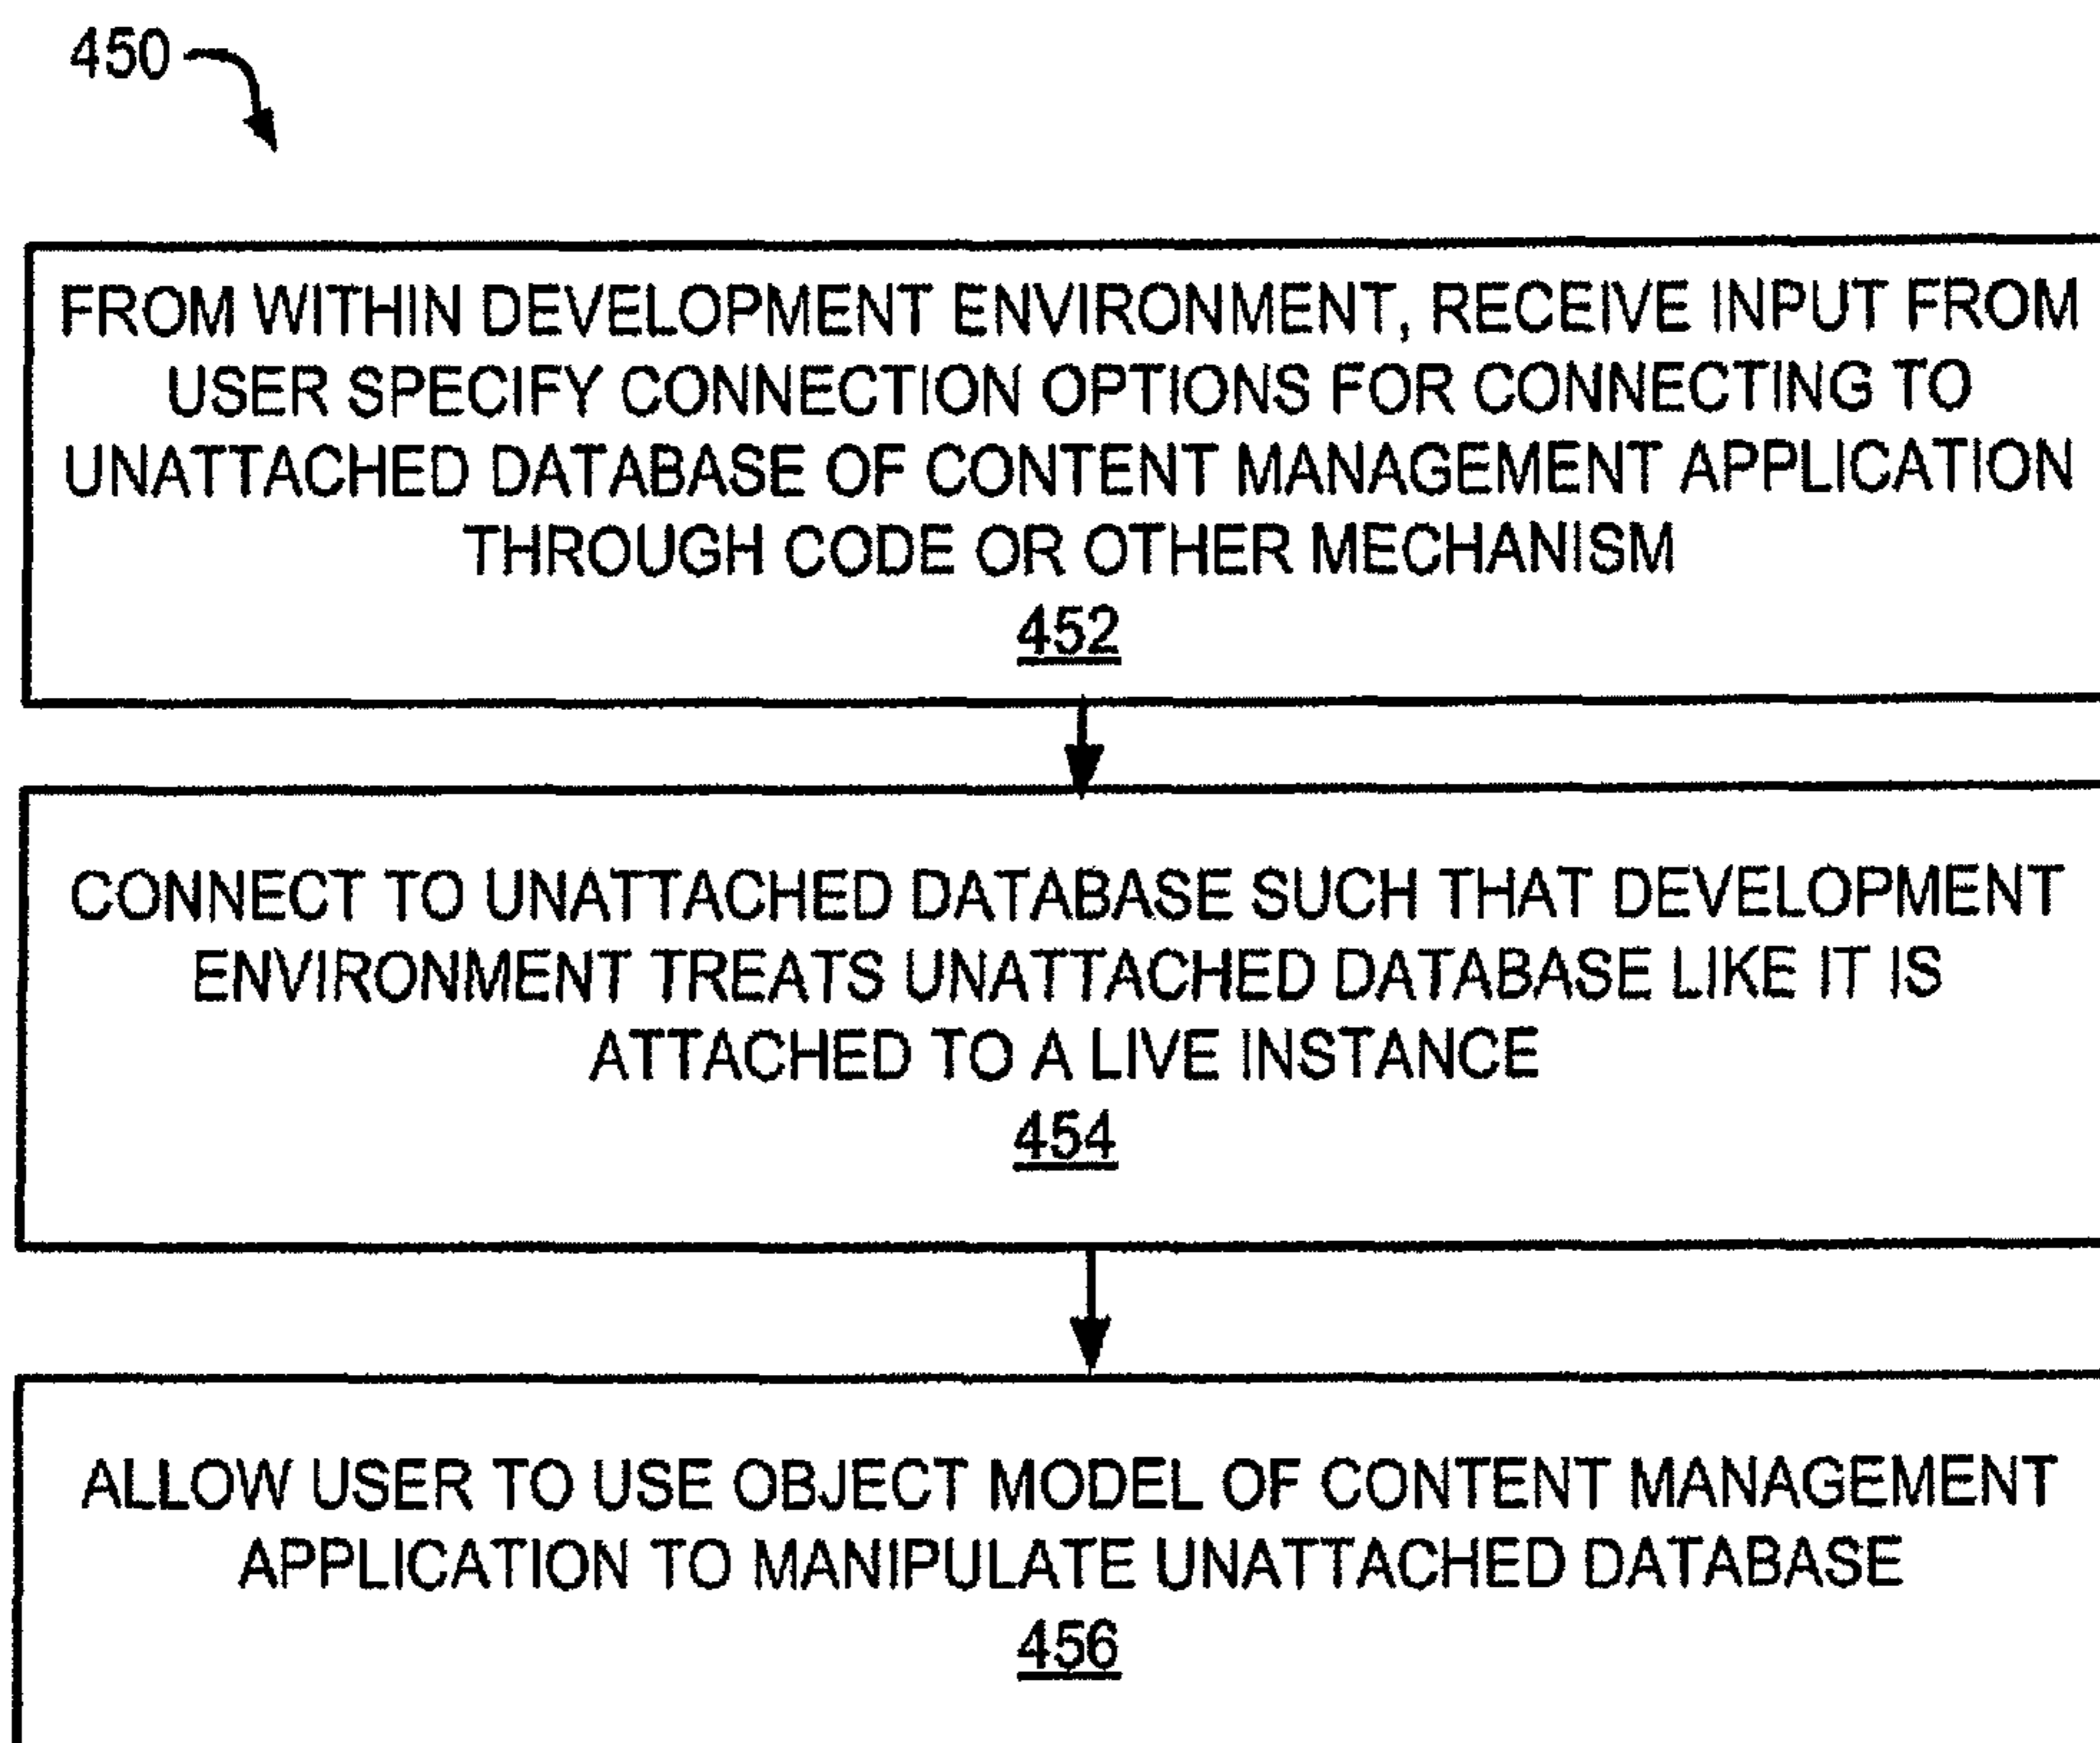 450
FROM WITHIN DEVELOPMENT ENVIRONMENT, RECEIVE INPUT FROM
USER SPECIFY CONNECTION OPTIONS FOR CONNECTING TO
UNATTACHED DATABASE OF CONTENT MANAGEMENT APPLICATION
THROUGH CODE OR OTHER MECHANISM
452
CONNECT TO UNATTACHED DATABASE SUCH THAT DEVELOPMENT
ENVIRONMENT TREATS UNATTACHED DATABASE LIKE IT IS
ATTACHED TO A LIVE INSTANCE
454
ALLOW USER TO USE OBJECT MODEL OF CONTENT MANAGEMENT
APPLICATION TO MANIPULATE UNATTACHED DATABASE
456